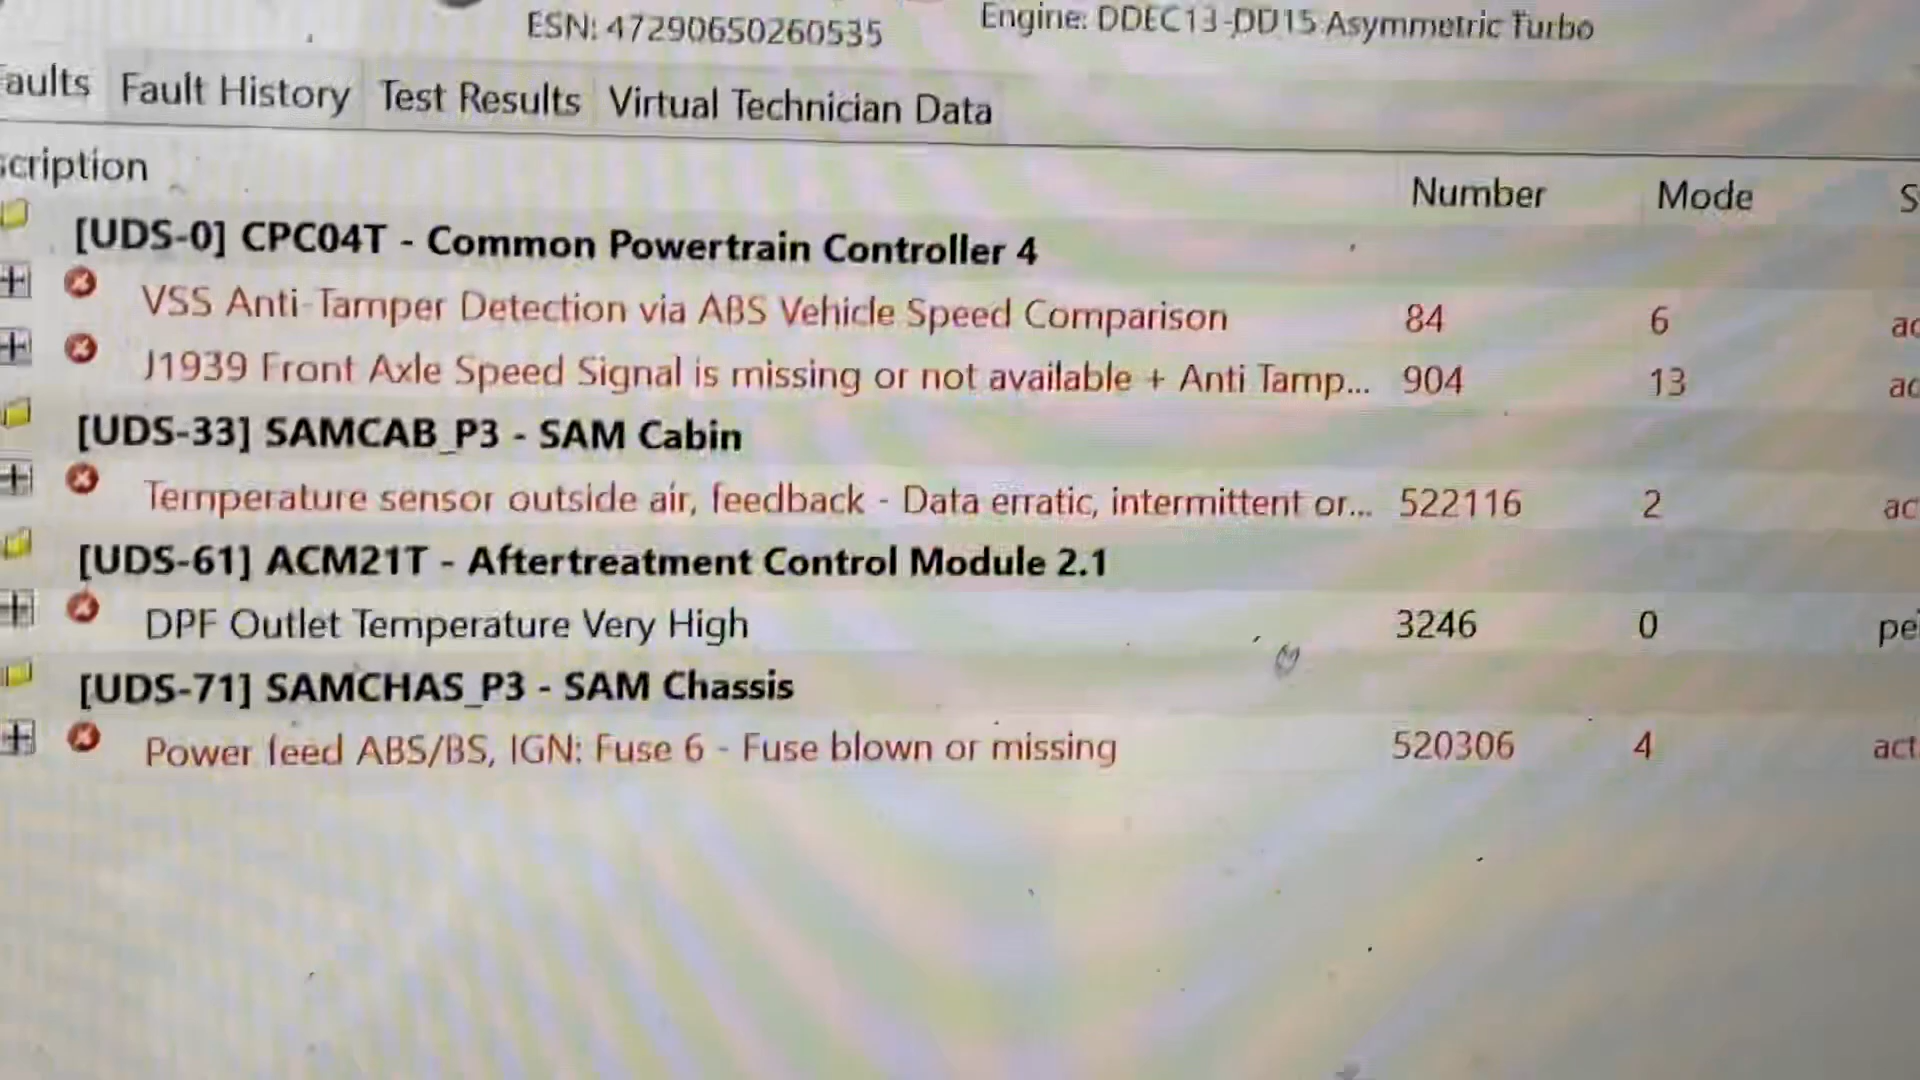 ESN: 472906S0260535
Engine: DDEC13-DD15 Asymmetric Turbo
aults Fault History Test Results Virtual Technician Data
scription Number Mode S
[UDS-0] CPC04T - Common Powertrain Controller 4
VSS Anti-Tamper Detection via ABS Vehicle Speed Comparison 84 6 ac
J1939 Front Axle Speed Signal is missing or not available + Anti Tamp... 904 13 ac
[UDS-33] SAMCAB_P3 - SAM Cabin
Temperature sensor outside air, feedback - Data erratic, intermittent or... 522116 2 ac
[UDS-61] ACM21T - Aftertreatment Control Module 2.1
DPF Outlet Temperature Very High 3246 0 pe
[UDS-71] SAMCHAS_P3 - SAM Chassis
Power feed ABS/BS, IGN: Fuse 6 - Fuse blown or missing 520306 4 act